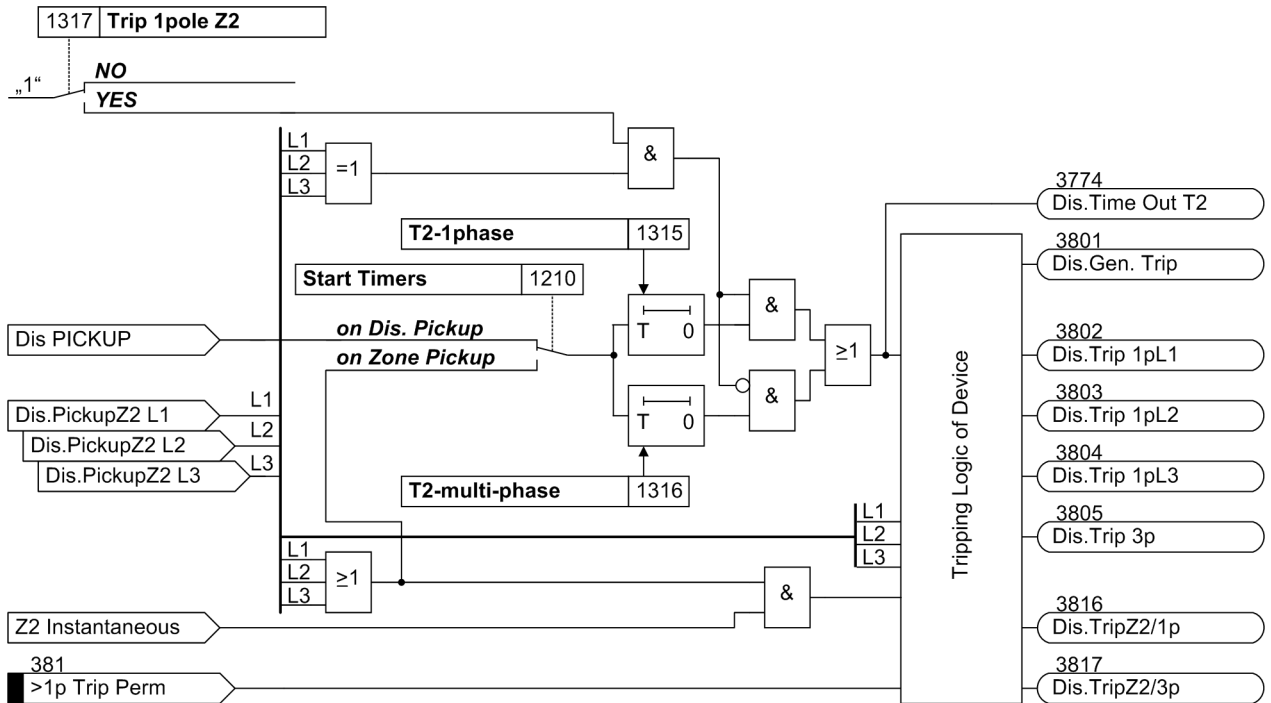 1317 Trip 1pole Z2
„1“
NO
YES
L1
L2
L3
=1
&
T2-1phase 1315
Start Timers 1210
T 0
&
Dis PICKUP
on Dis. Pickup
on Zone Pickup
≥1
T 0
&
Dis.PickupZ2 L1
L1
Dis.PickupZ2 L2
L2
Dis.PickupZ2 L3
L3
T2-multi-phase 1316
L1
L2
L3
L1
L2
L3
≥1
&
Z2 Instantaneous
381
>1p Trip Perm
Tripping Logic of Device
3774
Dis.Time Out T2
3801
Dis.Gen. Trip
3802
Dis.Trip 1pL1
3803
Dis.Trip 1pL2
3804
Dis.Trip 1pL3
3805
Dis.Trip 3p
3816
Dis.TripZ2/1p
3817
Dis.TripZ2/3p